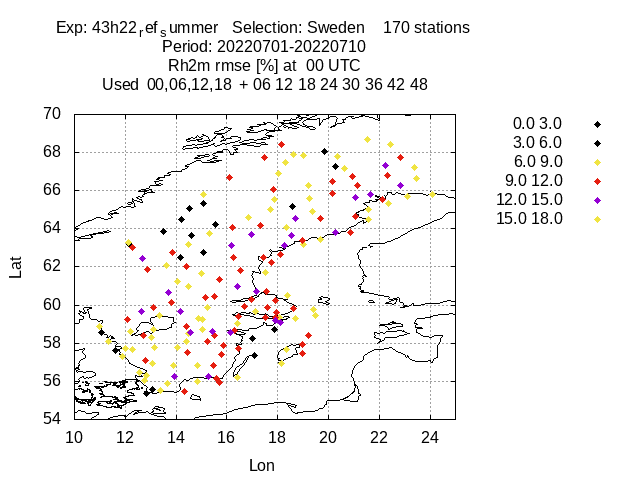 Exp: 43h22ref summer Selection: Sweden 170 stations
Period: 20220701-20220710
Rh2m rmse [%] at 00 UTC
Used 00,06,12,18 + 06 12 18 24 30 36 42 48
0.0 3.0
3.0 6.0
6.0 9.0
9.0 12.0
12.0 15.0
15.0 18.0
Lat
70
68
66
64
62
60
58
56
54
10 12 14 16 18 20 22 24
Lon